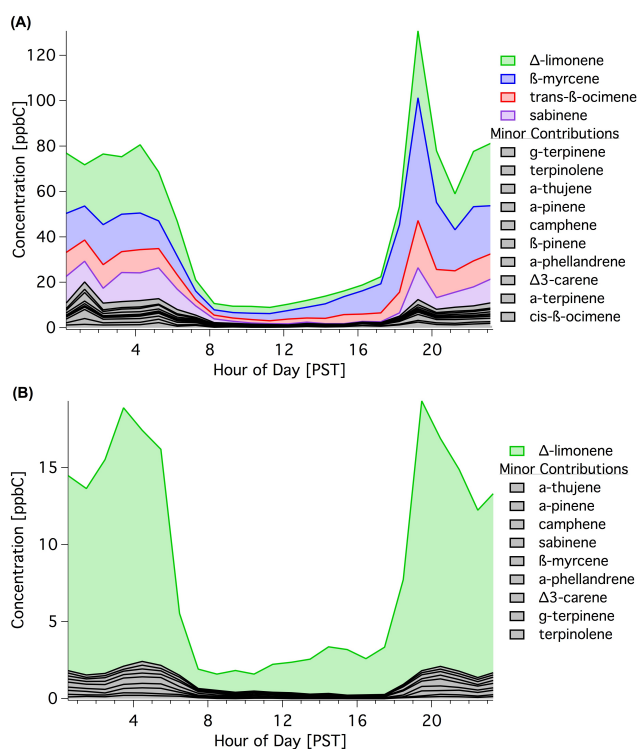 (A)
120
100
80
60
40
20
0
Concentration [ppbC]
4
8
12
16
20
Hour of Day [PST]
Δ-limonene
ß-myrcene
trans-ß-ocimene
sabinene
Minor Contributions
g-terpinene
terpinolene
a-thujene
a-pinene
camphene
ß-pinene
a-phellandrene
Δ3-carene
a-terpinene
cis-ß-ocimene
(B)
15
10
5
0
Concentration [ppbC]
4
8
12
16
20
Hour of Day [PST]
Δ-limonene
Minor Contributions
a-thujene
a-pinene
camphene
sabinene
ß-myrcene
a-phellandrene
Δ3-carene
g-terpinene
terpinolene